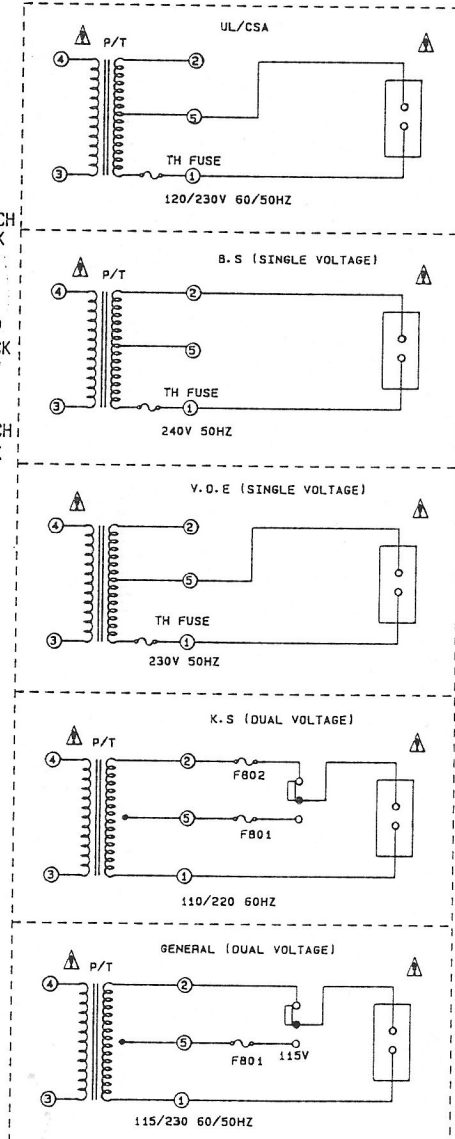 UL/CSA
P/T
4
2
5
TH FUSE
3
1
120/230V 60/50HZ
CH
K
B.S (SINGLE VOLTAGE)
P/T
4
2
5
CK
TH FUSE
3
1
240V 50HZ
CH
V.D.E (SINGLE VOLTAGE)
4
2
5
TH FUSE
3
1
230V 50HZ
K.S (DUAL VOLTAGE)
P/T
4
2
F802
5
F801
3
1
110/220 60HZ
GENERAL (DUAL VOLTAGE)
P/T
4
2
5
F801
115V
3
1
115/230 60/50HZ